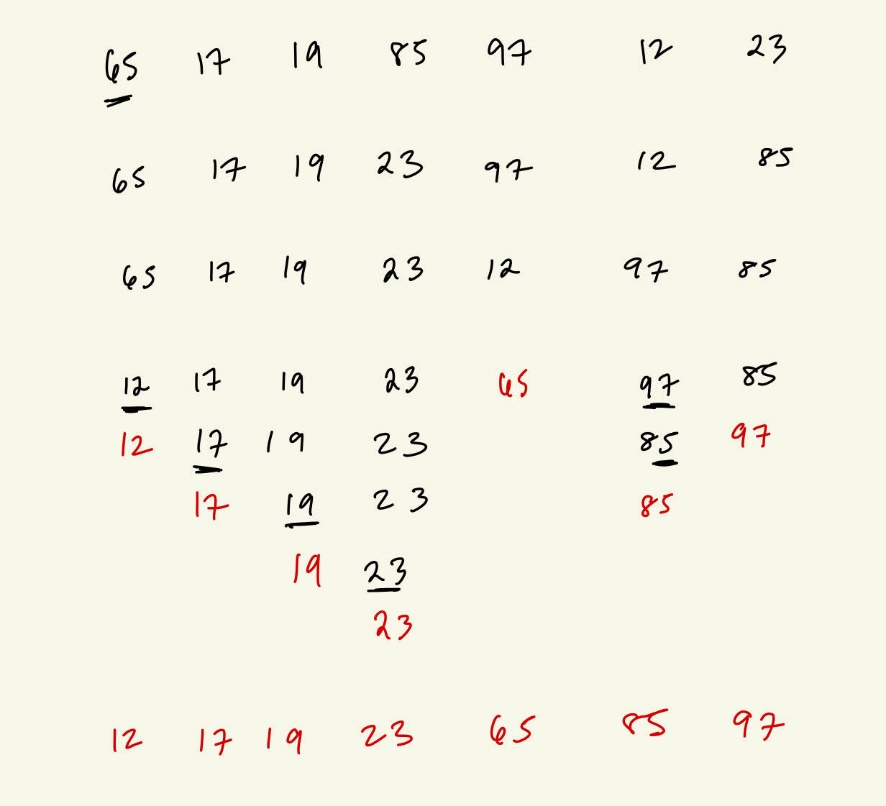 65 17 19 85 97 12 23
65 17 19 23 97 12 85
65 17 19 23 12 97 85
12 17 19 23 65 97 85
12 17 19 23 85 97
17 19 23 85
19 23
23
12 17 19 23 65 85 97